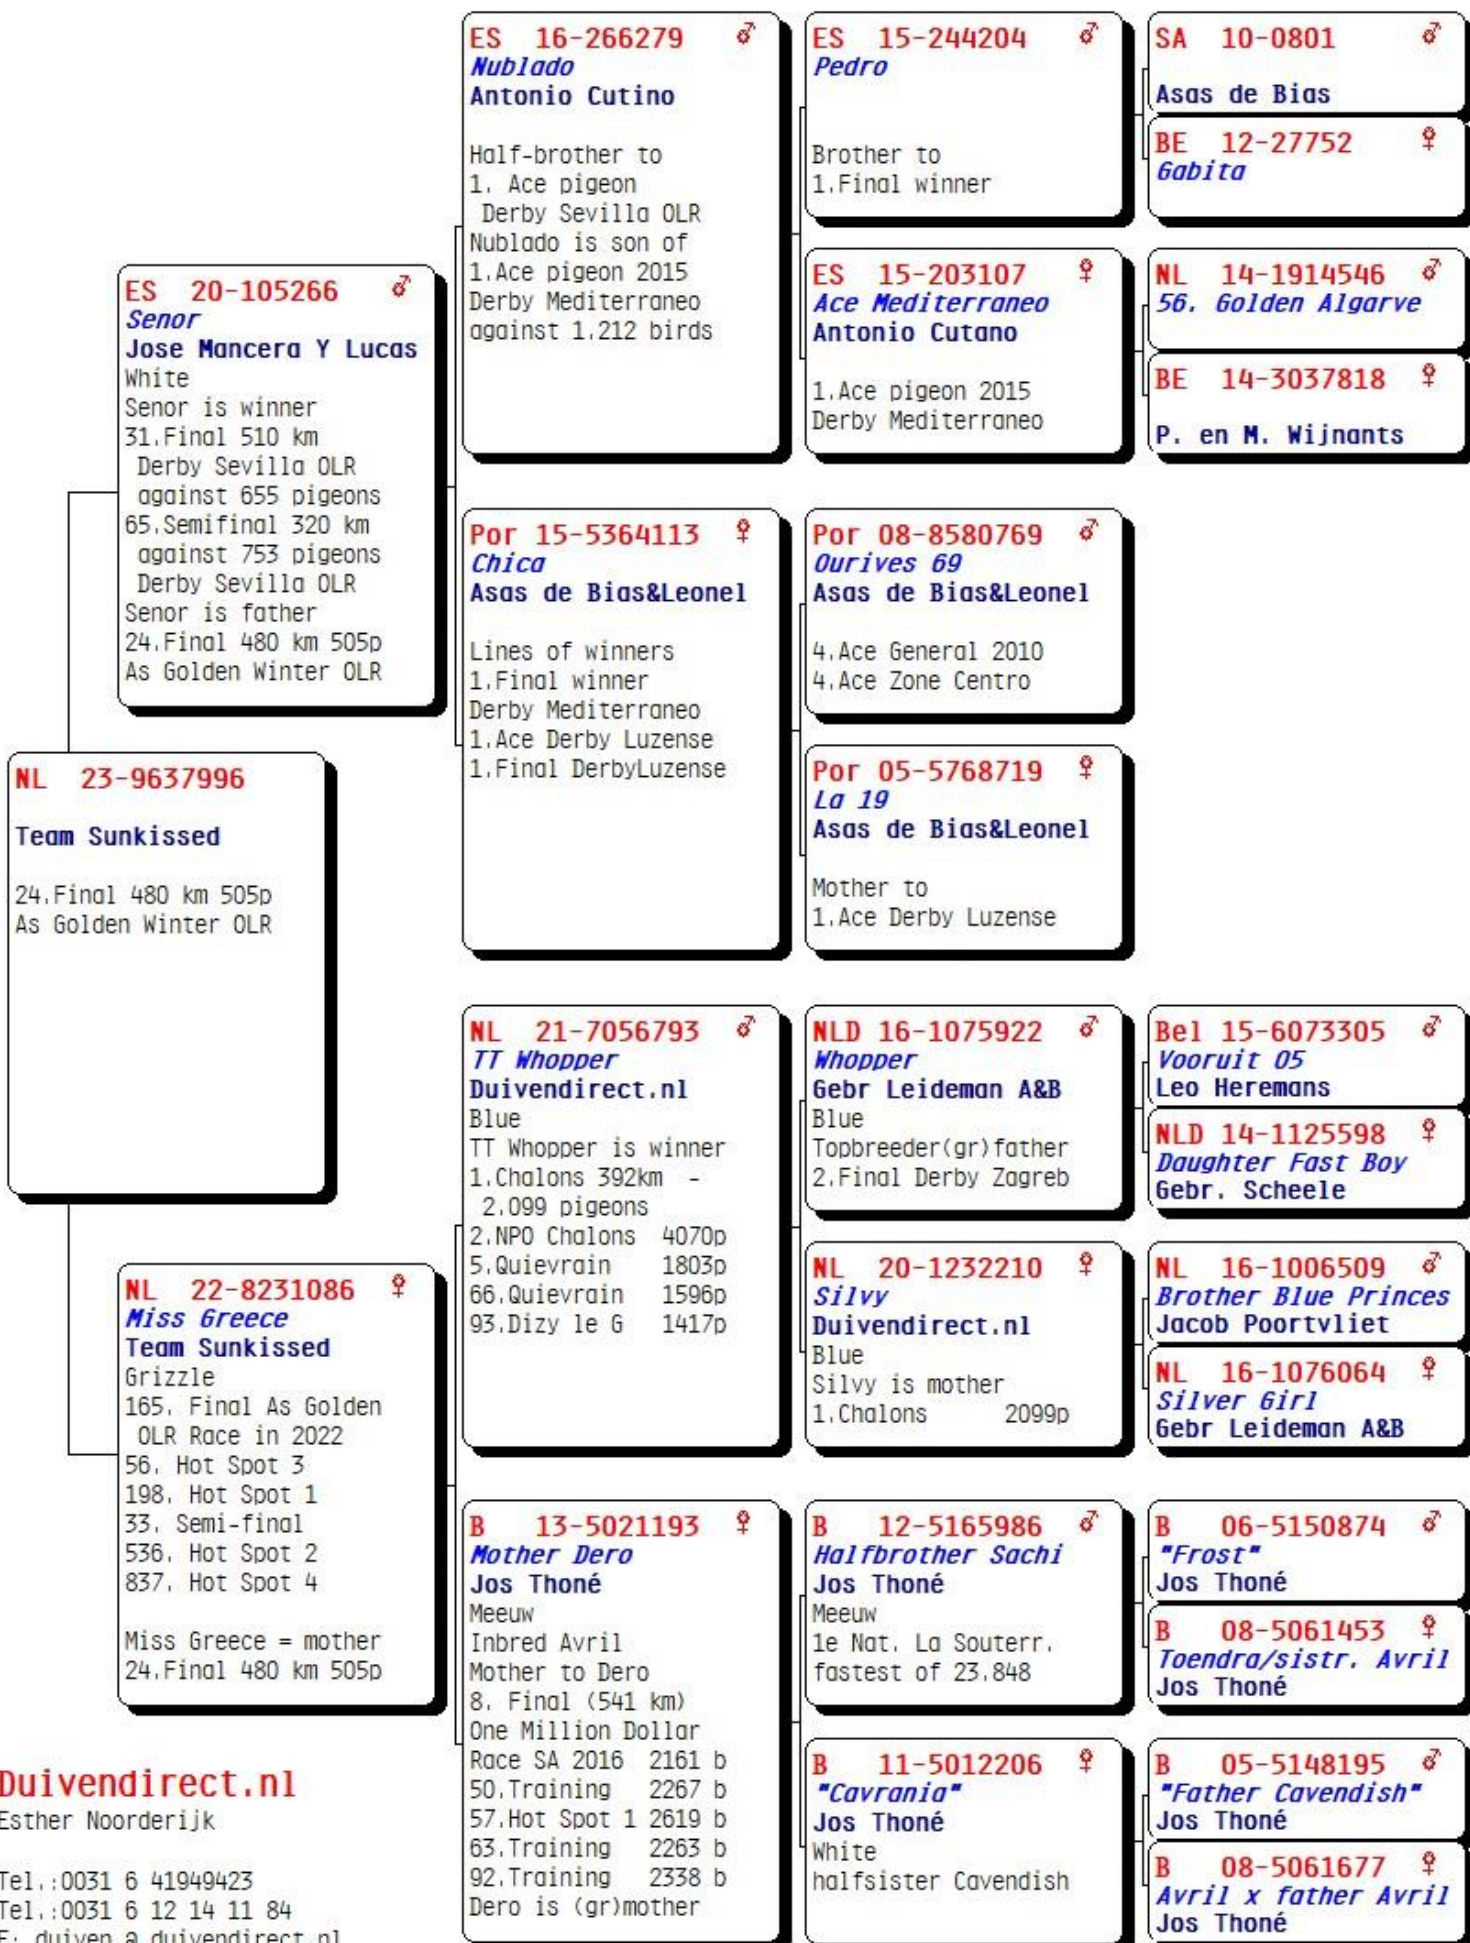 ES 16-266279 ♂
Nublado
Antonio Cutino
Half-brother to
1. Ace pigeon
Derby Sevilla OLR
Nublado is son of
1.Ace pigeon 2015
Derby Mediterraneo
against 1.212 birds
ES 15-244204 ♂
Pedro
Brother to
1.Final winner
SA 10-0801 ♂
Asas de Bias
BE 12-27752 ♀
Gabita
ES 15-203107 ♀
Ace Mediterraneo
Antonio Cutano
1.Ace pigeon 2015
Derby Mediterraneo
NL 14-1914546 ♂
56. Golden Algarve
BE 14-3037818 ♀
P. en M. Wijnants
ES 20-105266 ♂
Senor
Jose Mancera Y Lucas
White
Senor is winner
31.Final 510 km
Derby Sevilla OLR
against 655 pigeons
65.Semifinal 320 km
against 753 pigeons
Derby Sevilla OLR
Senor is father
24.Final 480 km 505p
As Golden Winter OLR
Por 15-5364113 ♀
Chica
Asas de Bias&Leonel
Lines of winners
1.Final winner
Derby Mediterraneo
1.Ace Derby Luzense
1.Final DerbyLuzense
Por 08-8580769 ♂
Ourives 69
Asas de Bias&Leonel
4.Ace General 2010
4.Ace Zone Centro
Por 05-5768719 ♀
La 19
Asas de Bias&Leonel
Mother to
1.Ace Derby Luzense
NL 23-9637996
Team Sunkissed
24.Final 480 km 505p
As Golden Winter OLR
NL 21-7056793 ♂
TT Whopper
Duivendirect.nl
Blue
TT Whopper is winner
1.Chalons 392km -
2.099 pigeons
2.NPO Chalons 4070p
5.Quievrain 1803p
66.Quievrain 1596p
93.Dizy le G 1417p
NLD 16-1075922 ♂
Whopper
Gebr Leideman A&B
Blue
Topbreeder(gr)father
2.Final Derby Zagreb
Bel 15-6073305 ♂
Vooruit 05
Leo Heremans
NLD 14-1125598 ♀
Daughter Fast Boy
Gebr. Scheele
NL 20-1232210 ♀
Silvy
Duivendirect.nl
Blue
Silvy is mother
1.Chalons 2099p
NL 16-1006509 ♂
Brother Blue Princes
Jacob Poortvliet
NL 16-1076064 ♀
Silver Girl
Gebr Leideman A&B
NL 22-8231086 ♀
Miss Greece
Team Sunkissed
Grizzle
165. Final As Golden
OLR Race in 2022
56. Hot Spot 3
198. Hot Spot 1
33. Semi-final
536. Hot Spot 2
837. Hot Spot 4
Miss Greece = mother
24.Final 480 km 505p
B 13-5021193 ♀
Mother Dero
Jos Thoné
Meeuw
Inbred Avril
Mother to Dero
8. Final (541 km)
One Million Dollar
Race SA 2016 2161 b
50.Training 2267 b
57.Hot Spot 1 2619 b
63.Training 2263 b
92.Training 2338 b
Dero is (gr)mother
B 12-5165986 ♂
Halfbrother Sachi
Jos Thoné
Meeuw
1e Nat. La Souterr.
fastest of 23.848
B 06-5150874 ♂
"Frost"
Jos Thoné
B 08-5061453 ♀
Toendra/sistr. Avril
Jos Thoné
B 11-5012206 ♀
"Cavrania"
Jos Thoné
White
halfsister Cavendish
B 05-5148195 ♂
"Father Cavendish"
Jos Thoné
B 08-5061677 ♀
Avril x father Avril
Jos Thoné
Duivendirect.nl
Esther Noorderijk
Tel.:0031 6 41949423
Tel.:0031 6 12 14 11 84
E: duiven @ duivendirect.nl